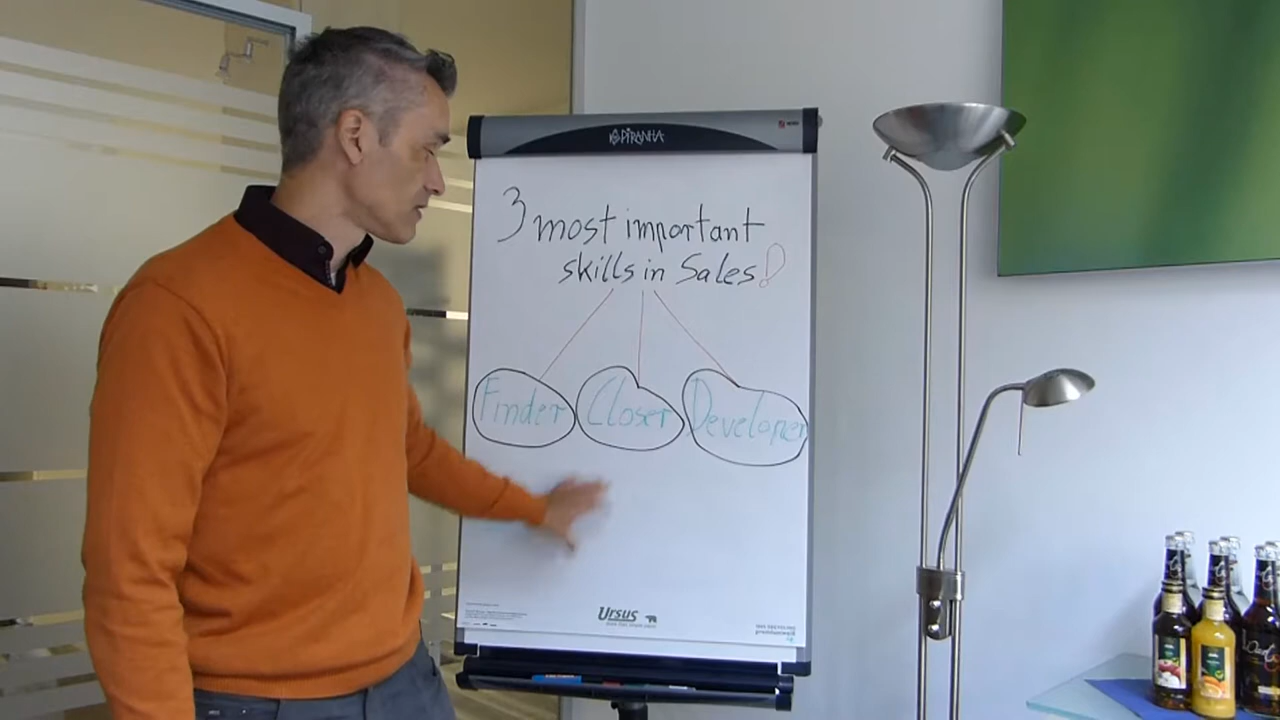 PIRANHA
3 most important
skills in Sales!
Finder Closer Developer
Ursus